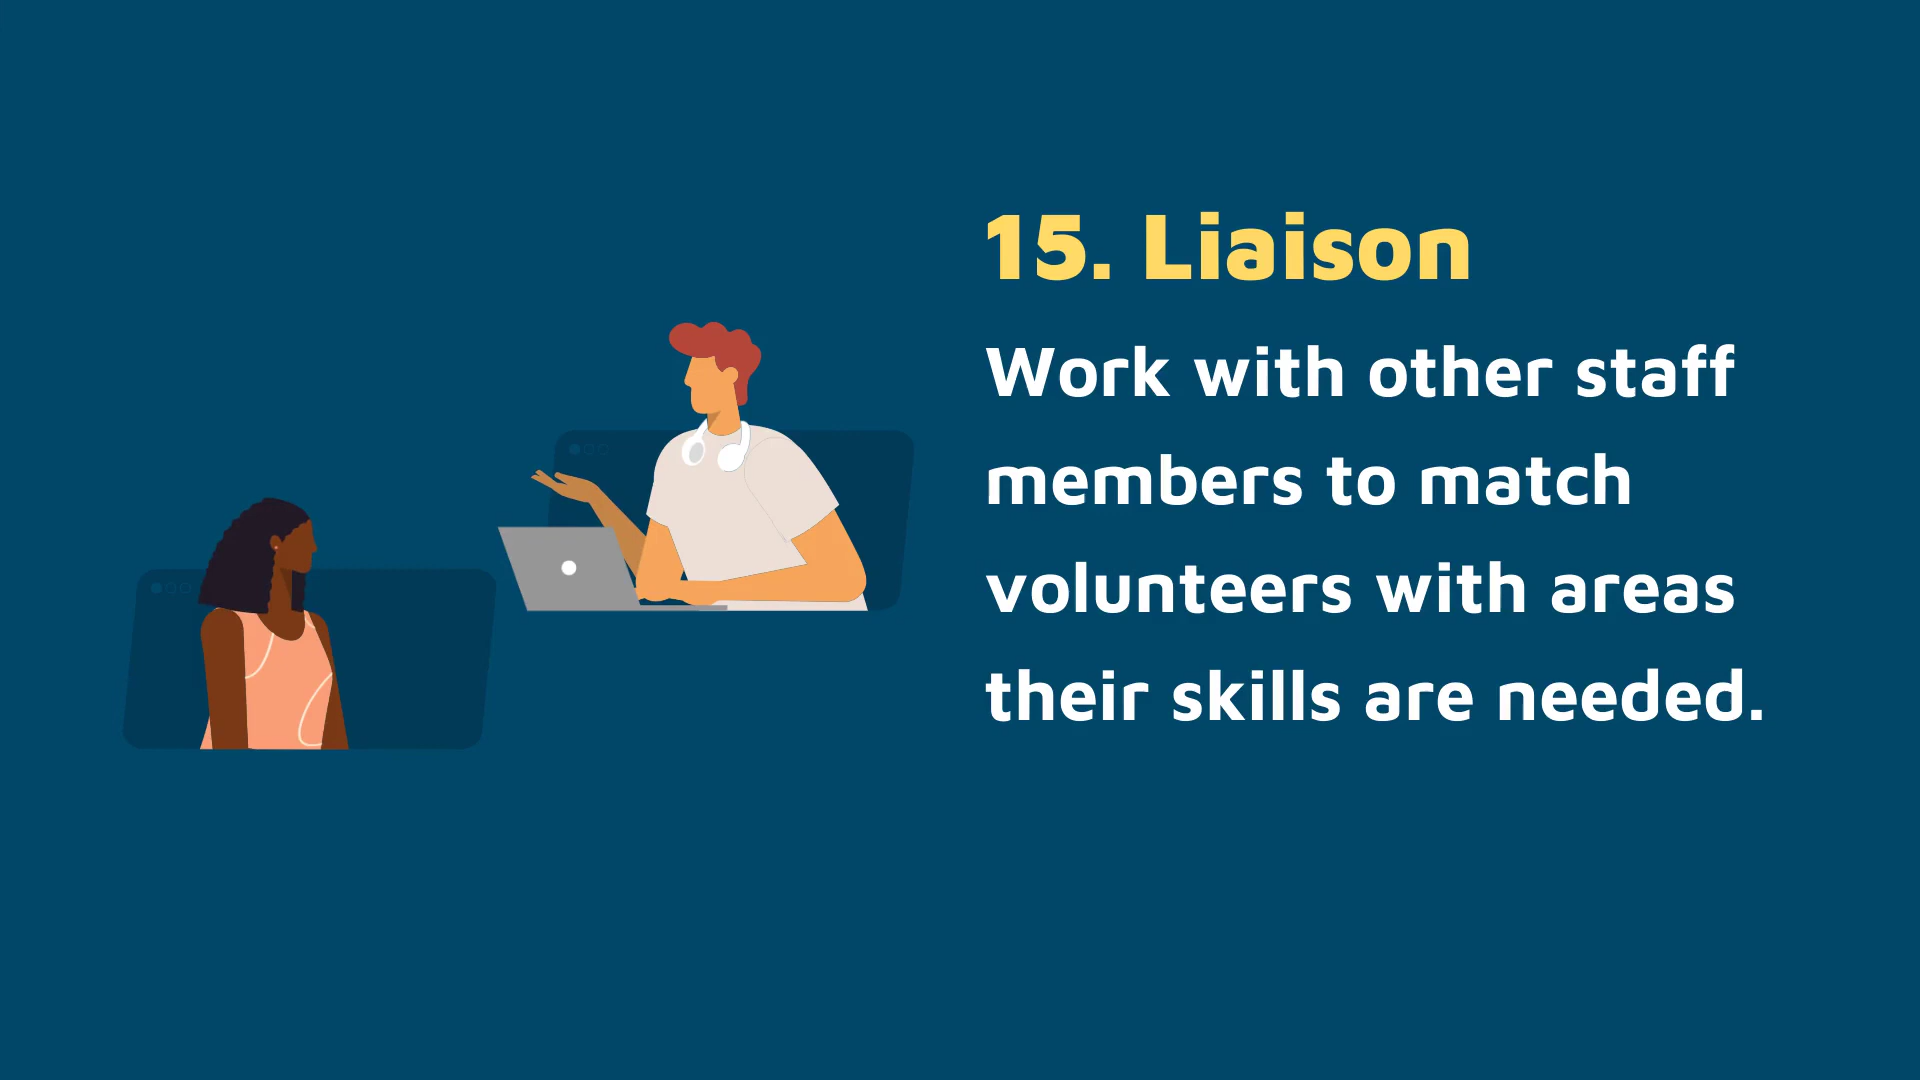 15. Liaison
Work with other staff
members to match
volunteers with areas
their skills are needed.